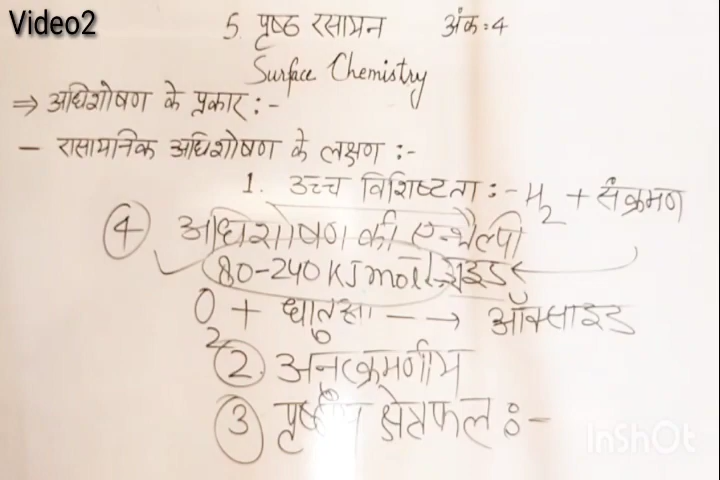 Video2
5. पृष्ठ रसायन अंक:4
Surface Chemistry
⇒ अधिशोषण के प्रकार :-
- रासायनिक अधिशोषण के लक्षण :-
1. उच्च विशिष्टता :- H2 + संक्रमण
④ अधिशोषण की एन्थैल्पी
80-240 KJ mol
O2 + धातुएँ --→ ऑक्साइड
② अनुत्क्रमणीय
③ पृष्ठीय क्षेत्रफल :-
InShOt